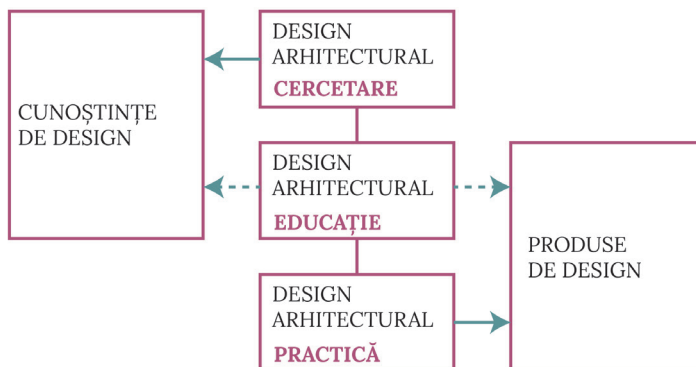 DESIGN
ARHITECTURAL
CERCETARE
CUNOȘTINȚE
DE DESIGN
DESIGN
ARHITECTURAL
EDUCAȚIE
PRODUSE
DE DESIGN
DESIGN
ARHITECTURAL
PRACTICĂ